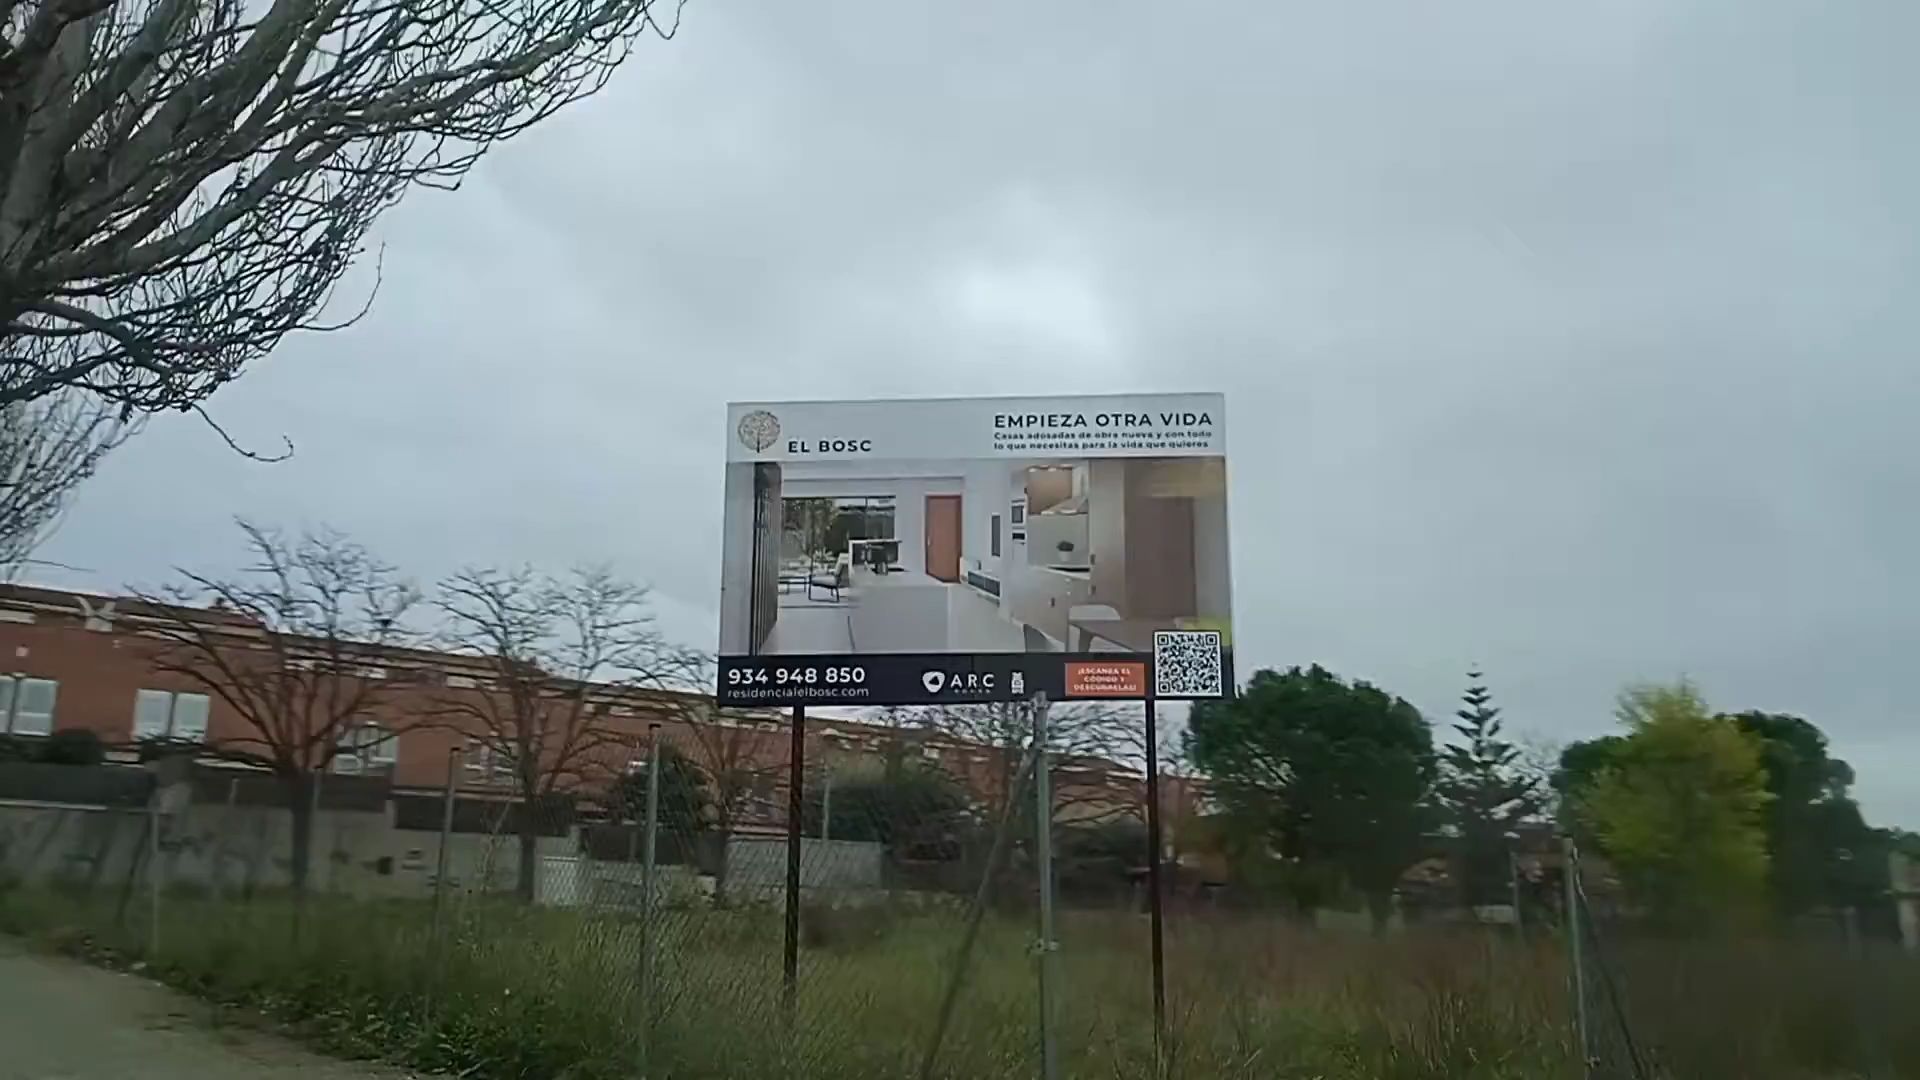 EL BOSC
EMPIEZA OTRA VIDA
Casas adosadas de obra nueva y con todo
lo que necesitas para la vida que quieres
934 948 850
residencialelbosc.com
ARC
HOMES
¡ESCANEA EL
CÓDIGO Y
DESCÚBRELAS!